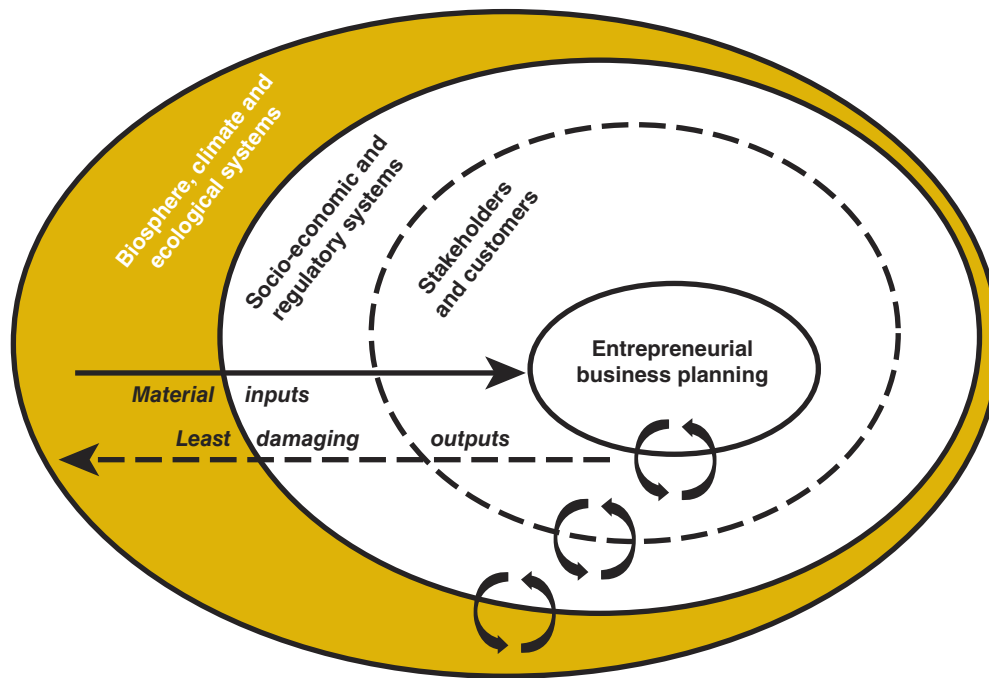 Biosphere, climate and
ecological systems
Socio-economic and
regulatory systems
Stakeholders
and customers
Entrepreneurial
business planning
Material inputs
Least damaging outputs